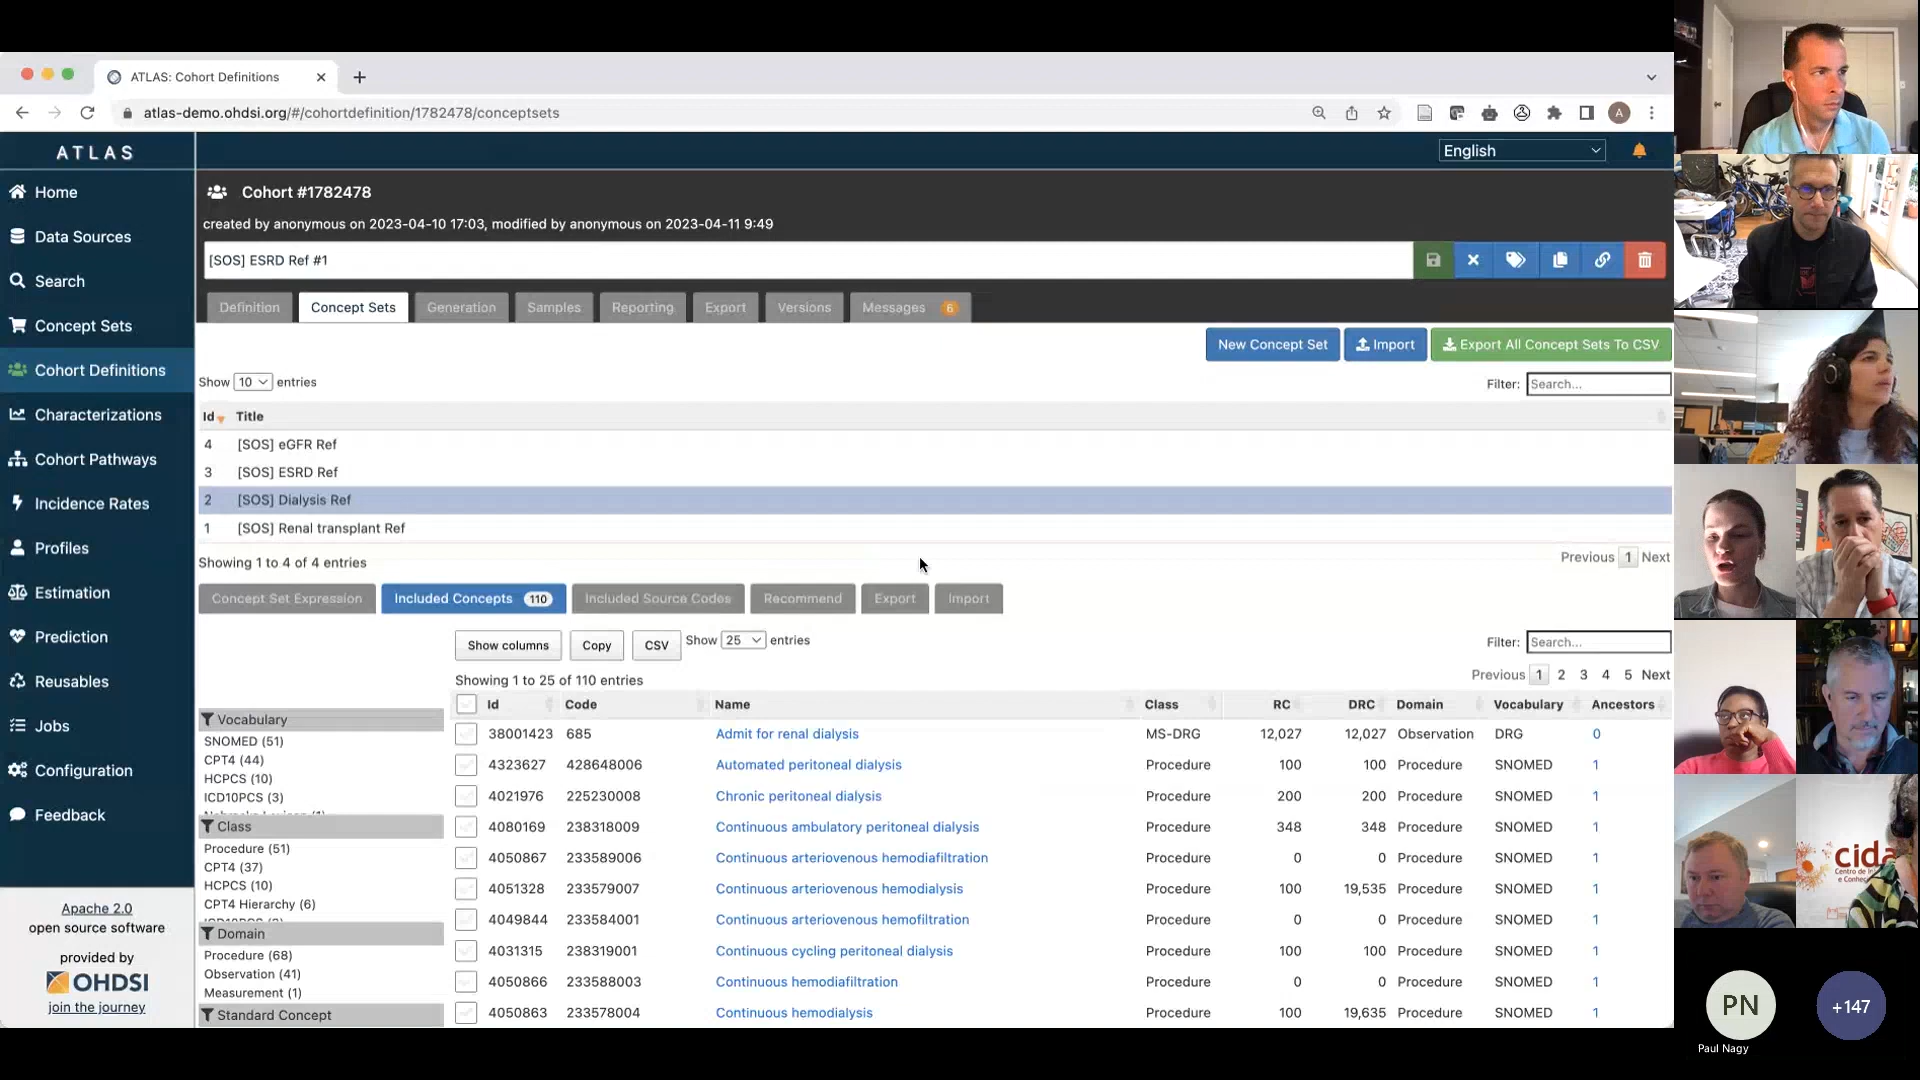 ATLAS: Cohort Definitions
atlas-demo.ohdsi.org/#/cohortdefinition/1782478/conceptsets
A
ATLAS
English
Home
Data Sources
Search
Concept Sets
Cohort Definitions
Characterizations
Cohort Pathways
Incidence Rates
Profiles
Estimation
Prediction
Reusables
Jobs
Configuration
Feedback
Apache 2.0
open source software
provided by
OHDSI
join the journey
Cohort #1782478
created by anonymous on 2023-04-10 17:03, modified by anonymous on 2023-04-11 9:49
[SOS] ESRD Ref #1
Definition Concept Sets Generation Samples Reporting Export Versions Messages 6
New Concept Set Import Export All Concept Sets To CSV
Show 10 entries Filter: Search...
Id Title
4 [SOS] eGFR Ref
3 [SOS] ESRD Ref
2 [SOS] Dialysis Ref
1 [SOS] Renal transplant Ref
Showing 1 to 4 of 4 entries Previous 1 Next
Concept Set Expression Included Concepts 110 Included Source Codes Recommend Export Import
Show columns Copy CSV Show 25 entries Filter: Search...
Showing 1 to 25 of 110 entries Previous 1 2 3 4 5 Next
Vocabulary
SNOMED (51)
CPT4 (44)
HCPCS (10)
ICD10PCS (3)
Class
Procedure (51)
CPT4 (37)
HCPCS (10)
CPT4 Hierarchy (6)
Domain
Procedure (68)
Observation (41)
Measurement (1)
Standard Concept
Id Code Name Class RC DRC Domain Vocabulary Ancestors
38001423 685 Admit for renal dialysis MS-DRG 12,027 12,027 Observation DRG 0
4323627 428648006 Automated peritoneal dialysis Procedure 100 100 Procedure SNOMED 1
4021976 225230008 Chronic peritoneal dialysis Procedure 200 200 Procedure SNOMED 1
4080169 238318009 Continuous ambulatory peritoneal dialysis Procedure 348 348 Procedure SNOMED 1
4050867 233589006 Continuous arteriovenous hemodiafiltration Procedure 0 0 Procedure SNOMED 1
4051328 233579007 Continuous arteriovenous hemodialysis Procedure 100 19,535 Procedure SNOMED 1
4049844 233584001 Continuous arteriovenous hemofiltration Procedure 0 0 Procedure SNOMED 1
4031315 238319001 Continuous cycling peritoneal dialysis Procedure 100 100 Procedure SNOMED 1
4050866 233588003 Continuous hemodiafiltration Procedure 0 0 Procedure SNOMED 1
4050863 233578004 Continuous hemodialysis Procedure 100 19,635 Procedure SNOMED 1
cida
PN
Paul Nagy
+147